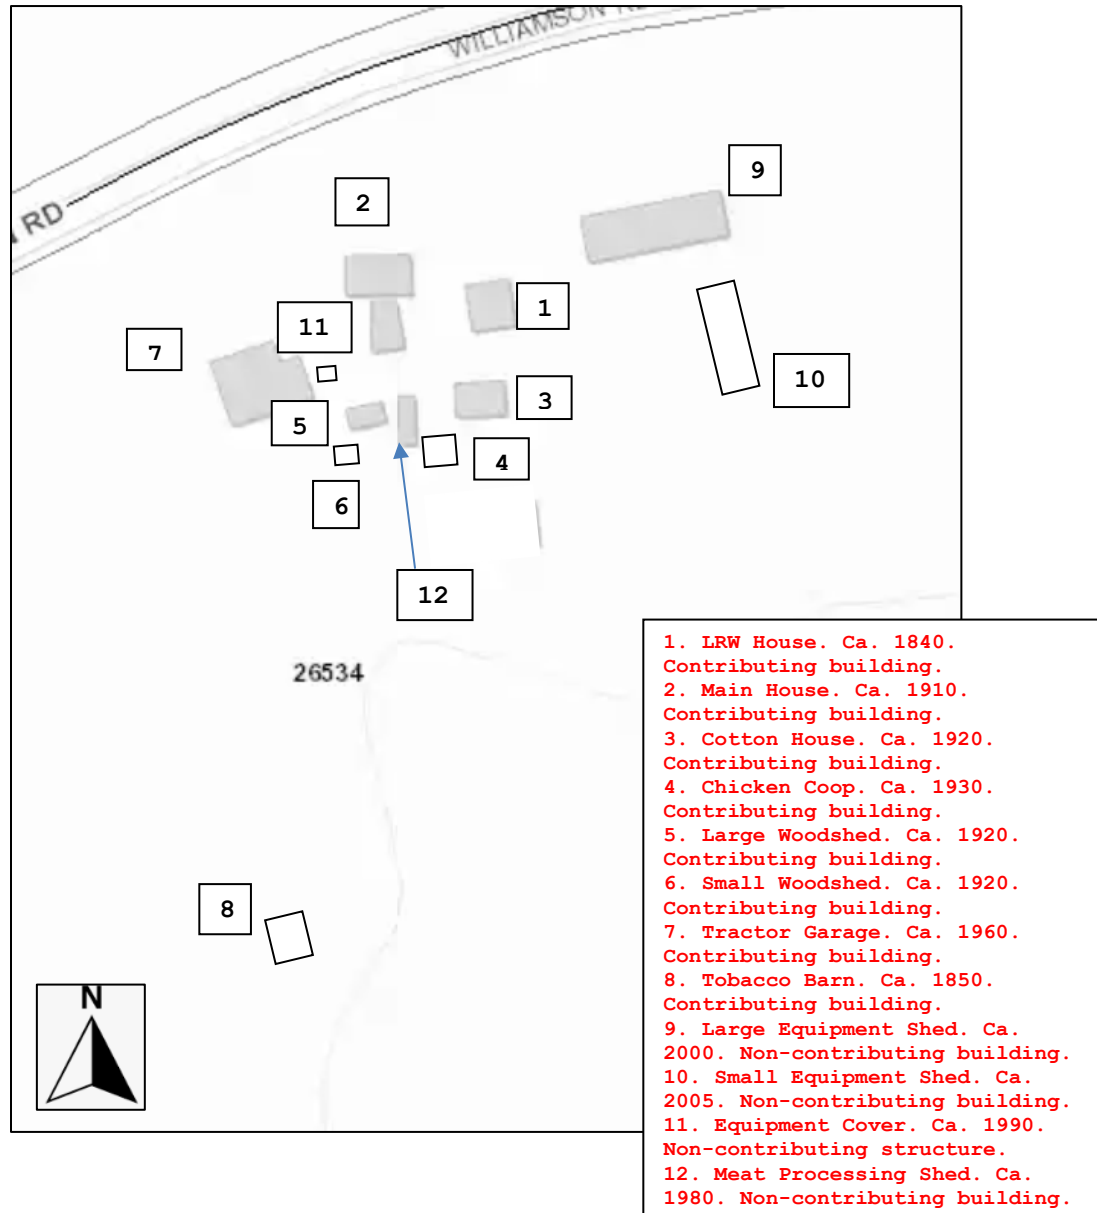 WILLIAMSON
RD
9
2
1
11
7
10
3
5
4
6
12
26534
8
N
1. LRW House. Ca. 1840.
Contributing building.
2. Main House. Ca. 1910.
Contributing building.
3. Cotton House. Ca. 1920.
Contributing building.
4. Chicken Coop. Ca. 1930.
Contributing building.
5. Large Woodshed. Ca. 1920.
Contributing building.
6. Small Woodshed. Ca. 1920.
Contributing building.
7. Tractor Garage. Ca. 1960.
Contributing building.
8. Tobacco Barn. Ca. 1850.
Contributing building.
9. Large Equipment Shed. Ca.
2000. Non-contributing building.
10. Small Equipment Shed. Ca.
2005. Non-contributing building.
11. Equipment Cover. Ca. 1990.
Non-contributing structure.
12. Meat Processing Shed. Ca.
1980. Non-contributing building.